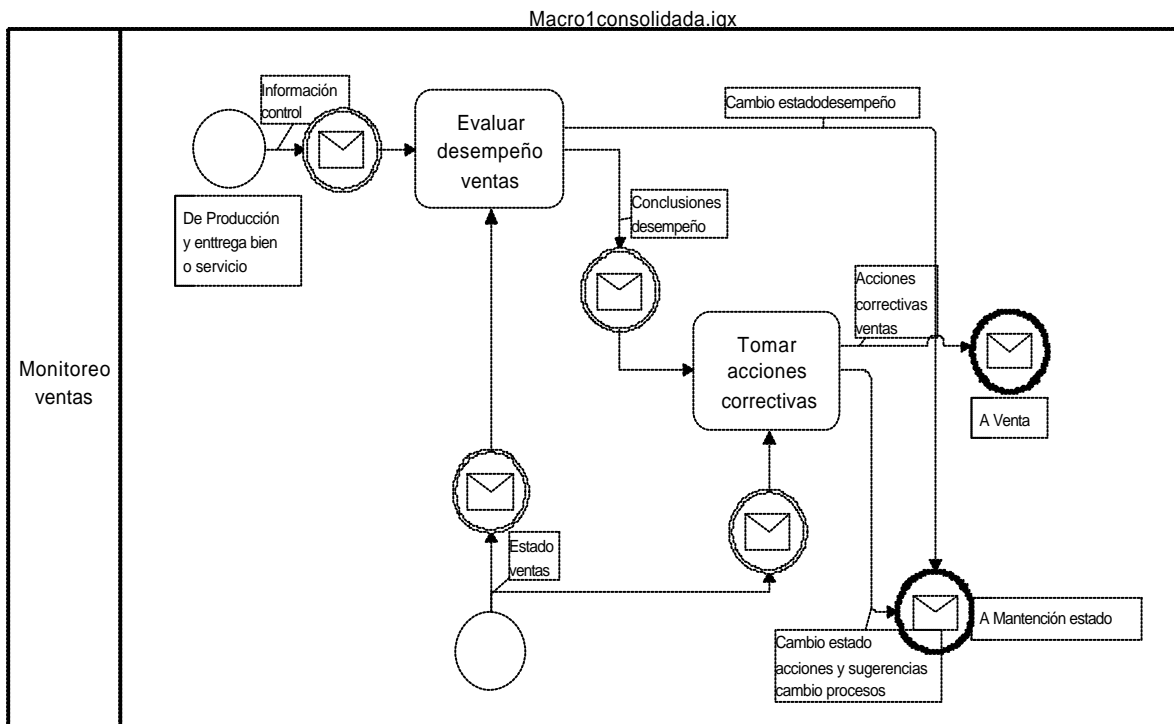 Macro1consolidada.igx
Monitoreo
ventas
Información
control
De Producción
y enttrega bien
o servicio
Evaluar
desempeño
ventas
Cambio estadodesempeño
Conclusiones
desempeño
Acciones
correctivas
ventas
Tomar
acciones
correctivas
A Venta
Estado
ventas
A Mantención estado
Cambio estado
acciones y sugerencias
cambio procesos